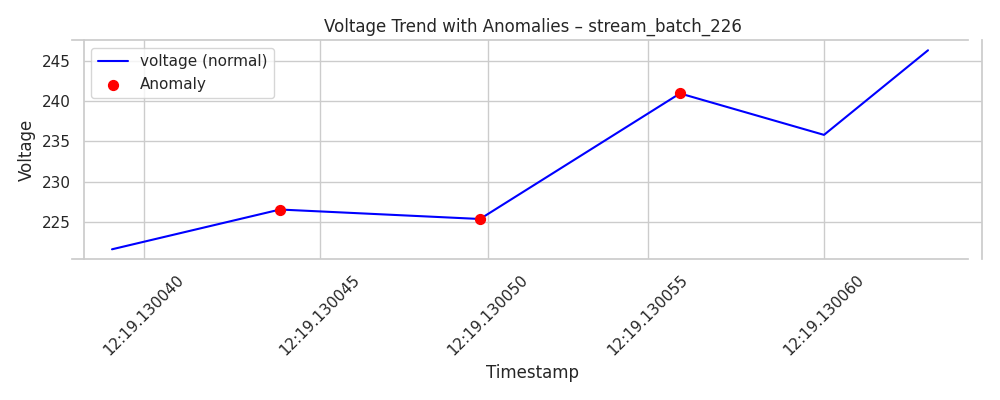 Voltage Trend with Anomalies – stream_batch_226
voltage (normal)
Anomaly
Voltage
245
240
235
230
225
12:19.130040
12:19.130045
12:19.130050
12:19.130055
12:19.130060
Timestamp